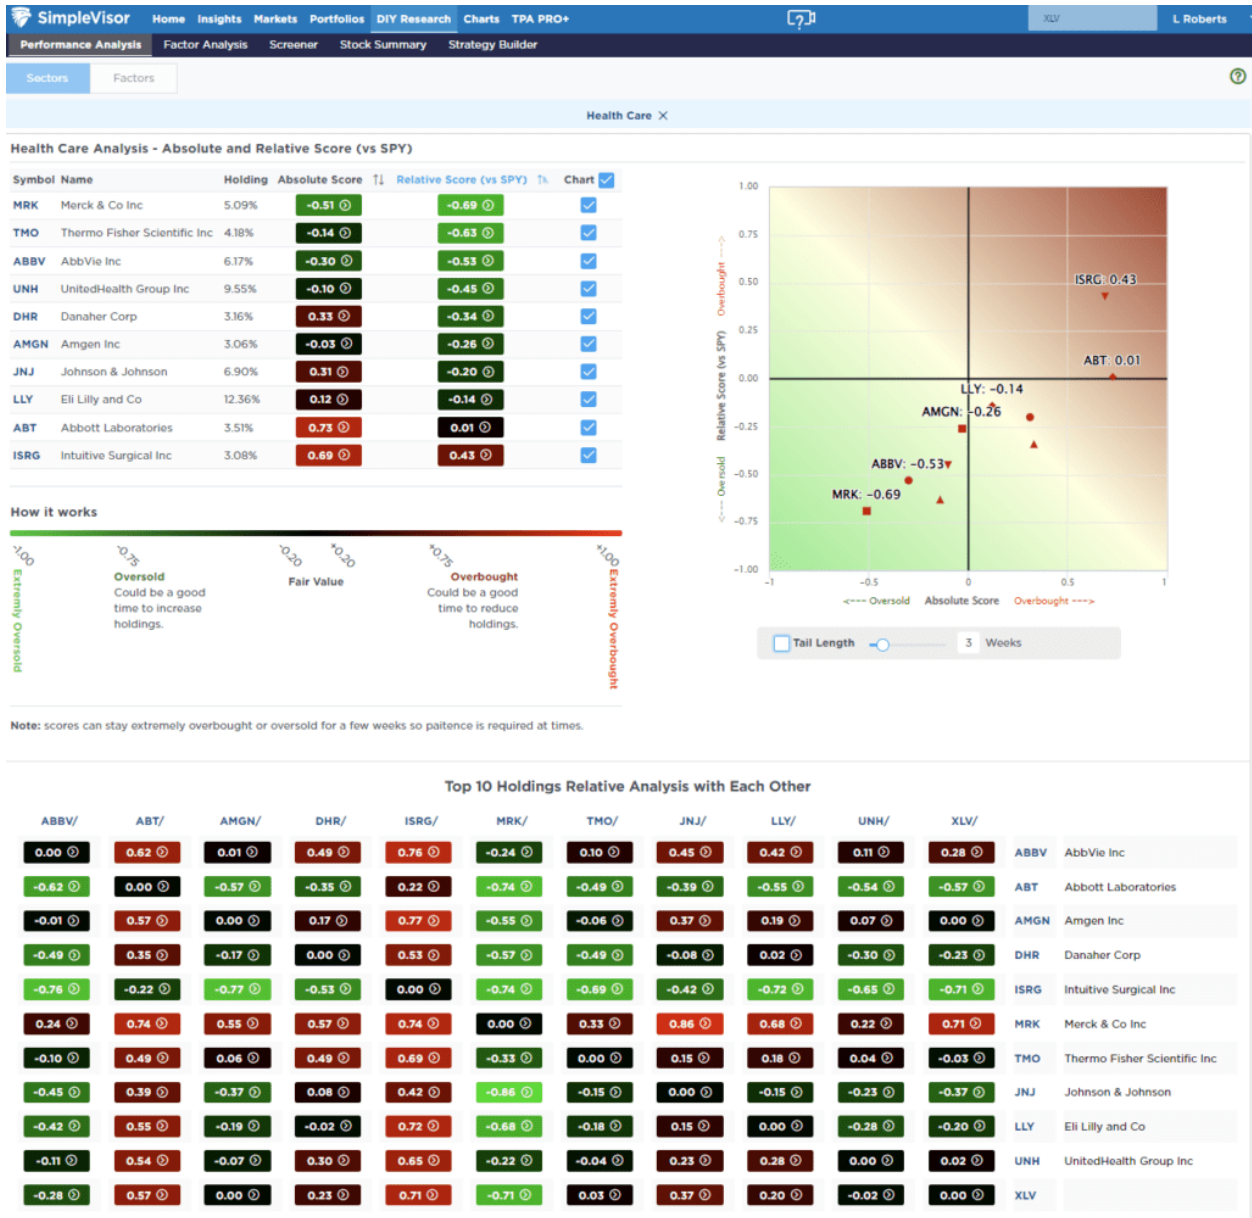 SimpleVisor Home Insights Markets Portfolios DIY Research Charts TPA PRO+ XLV L Roberts
Performance Analysis Factor Analysis Screener Stock Summary Strategy Builder
Sectors Factors
Health Care X
Health Care Analysis - Absolute and Relative Score (vs SPY)
Symbol Name Holding Absolute Score Relative Score (vs SPY) Chart
MRK Merck & Co Inc 5.09% -0.51 -0.69
TMO Thermo Fisher Scientific Inc 4.18% -0.14 -0.63
ABBV AbbVie Inc 6.17% -0.30 -0.53
UNH UnitedHealth Group Inc 9.55% -0.10 -0.45
DHR Danaher Corp 3.16% 0.33 -0.34
AMGN Amgen Inc 3.06% -0.03 -0.26
JNJ Johnson & Johnson 6.90% 0.31 -0.20
LLY Eli Lilly and Co 12.36% 0.12 -0.14
ABT Abbott Laboratories 3.51% 0.73 0.01
ISRG Intuitive Surgical Inc 3.08% 0.69 0.43
How it works
-1.00 -0.75 -0.20 +0.20 +0.75 +1.00
Extremly Oversold
Oversold
Could be a good
time to increase
holdings.
Fair Value
Overbought
Could be a good
time to reduce
holdings.
Extremly Overbought
Note: scores can stay extremely overbought or oversold for a few weeks so paitence is required at times.
1.00
0.75
0.50
0.25
0.00
-0.25
-0.50
-0.75
-1.00
<--- Oversold Relative Score (vs SPY) Overbought --->
ISRG: 0.43
ABT: 0.01
LLY: -0.14
AMGN: -0.26
ABBV: -0.53
MRK: -0.69
-1 -0.5 0 0.5 1
<--- Oversold Absolute Score Overbought --->
Tail Length 3 Weeks
Top 10 Holdings Relative Analysis with Each Other
ABBV/ ABT/ AMGN/ DHR/ ISRG/ MRK/ TMO/ JNJ/ LLY/ UNH/ XLV/
0.00 0.62 0.01 0.49 0.76 -0.24 0.10 0.45 0.42 0.11 0.28 ABBV AbbVie Inc
-0.62 0.00 -0.57 -0.35 0.22 -0.74 -0.49 -0.39 -0.55 -0.54 -0.57 ABT Abbott Laboratories
-0.01 0.57 0.00 0.17 0.77 -0.55 -0.06 0.37 0.19 0.07 0.00 AMGN Amgen Inc
-0.49 0.35 -0.17 0.00 0.53 -0.57 -0.49 -0.08 0.02 -0.30 -0.23 DHR Danaher Corp
-0.76 -0.22 -0.77 -0.53 0.00 -0.74 -0.69 -0.42 -0.72 -0.65 -0.71 ISRG Intuitive Surgical Inc
0.24 0.74 0.55 0.57 0.74 0.00 0.33 0.86 0.68 0.22 0.71 MRK Merck & Co Inc
-0.10 0.49 0.06 0.49 0.69 -0.33 0.00 0.15 0.18 0.04 -0.03 TMO Thermo Fisher Scientific Inc
-0.45 0.39 -0.37 0.08 0.42 -0.86 -0.15 0.00 -0.15 -0.23 -0.37 JNJ Johnson & Johnson
-0.42 0.55 -0.19 -0.02 0.72 -0.68 -0.18 0.15 0.00 -0.28 -0.20 LLY Eli Lilly and Co
-0.11 0.54 -0.07 0.30 0.65 -0.22 -0.04 0.23 0.28 0.00 0.02 UNH UnitedHealth Group Inc
-0.28 0.57 0.00 0.23 0.71 -0.71 0.03 0.37 0.20 -0.02 0.00 XLV